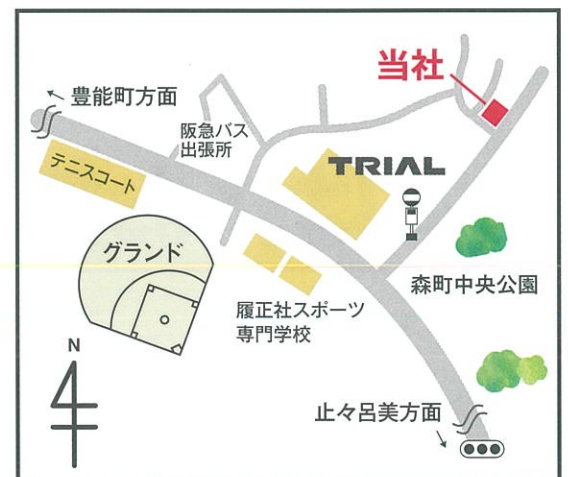 当社
← 豊能町方面
阪急バス
出張所
テニスコート
TRIAL
グランド
森町中央公園
履正社スポーツ
専門学校
N
止々呂美方面